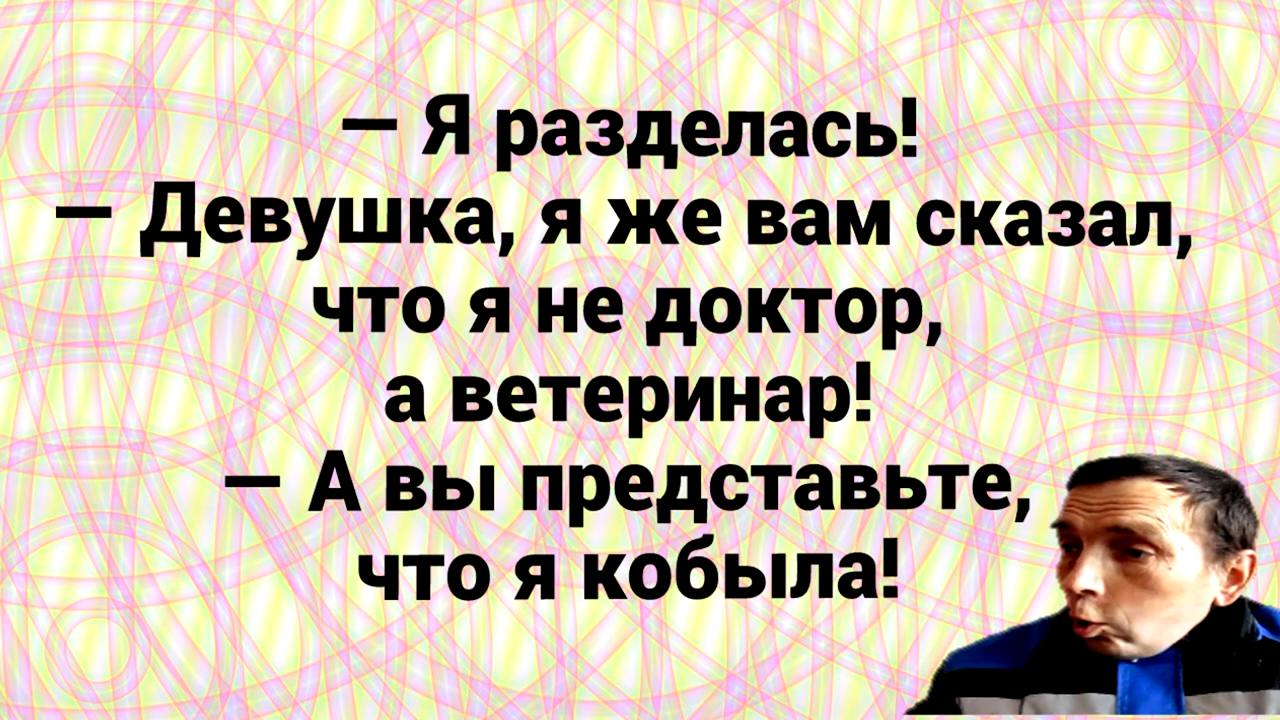 — Я разделась!
— Девушка, я же вам сказал,
что я не доктор,
а ветеринар!
— А вы представьте,
что я кобыла!